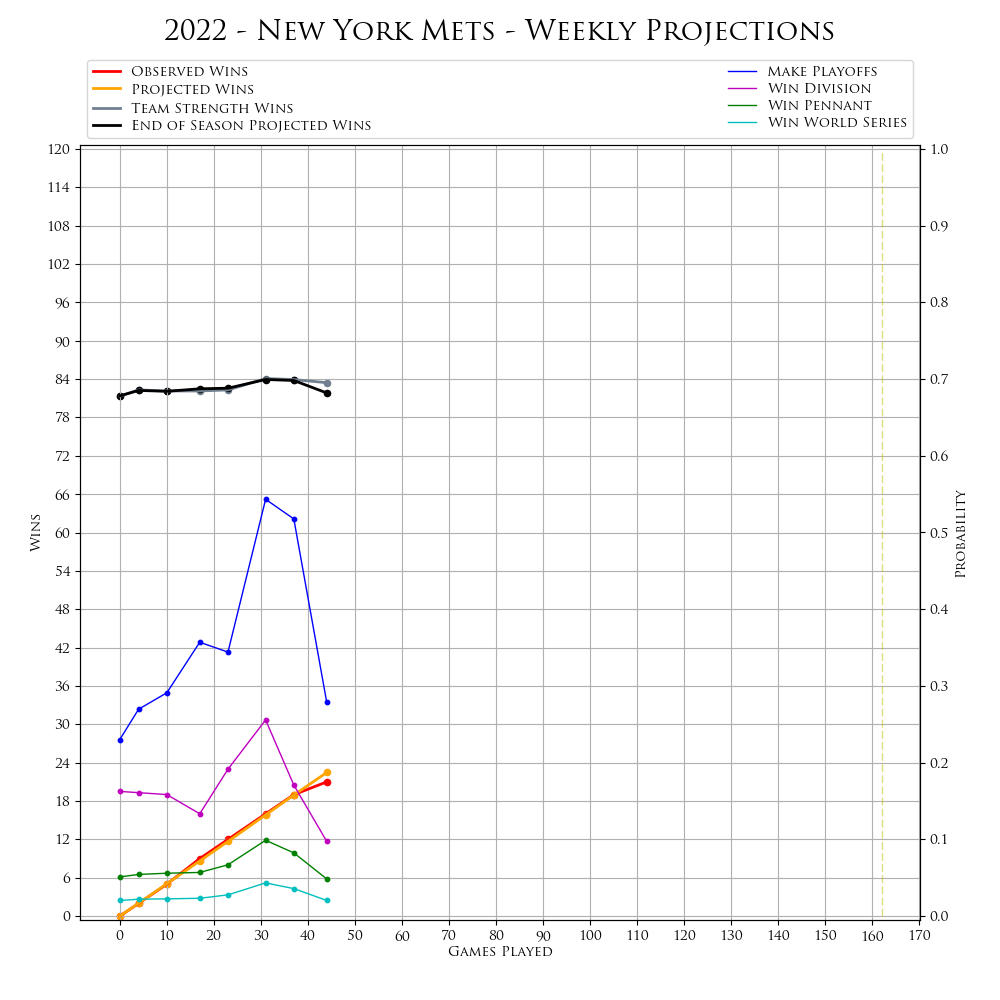 2022 - New York Mets - Weekly Projections
Observed Wins
Projected Wins
Team Strength Wins
End of Season Projected Wins
Make Playoffs
Win Division
Win Pennant
Win World Series
120
114
108
102
96
90
84
78
72
66
60
54
48
42
36
30
24
18
12
6
0
Wins
1.0
0.9
0.8
0.7
0.6
0.5
0.4
0.3
0.2
0.1
0.0
Probability
0 10 20 30 40 50 60 70 80 90 100 110 120 130 140 150 160 170
Games Played